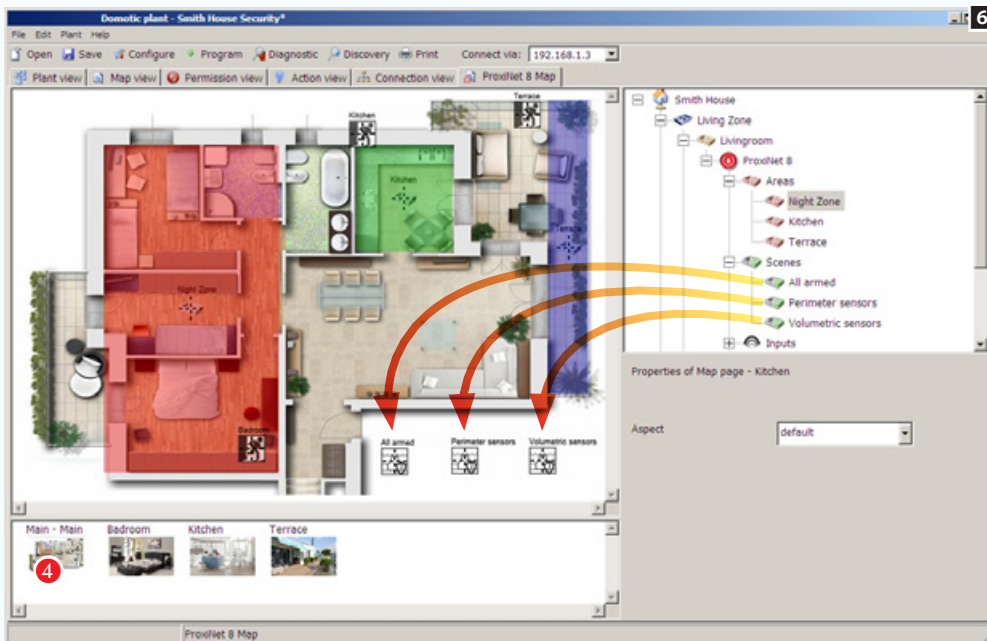 Domotic plant - Smith House Security*
6
File Edit Plant Help
Open Save Configure Program Diagnostic Discovery Print Connect via: 192.168.1.3
Plant view Map view Permission view Action view Connection view ProxiNet 8 Map
Terrace
Kitchen
Kitchen
Terrace
Night Zone
Badroom
All armed Perimeter sensors Volumetric sensors
Smith House
Living Zone
Livingroom
ProxiNet 8
Areas
Night Zone
Kitchen
Terrace
Scenes
All armed
Perimeter sensors
Volumetric sensors
Inputs
Properties of Map page - Kitchen
Aspect default
Main - Main Badroom Kitchen Terrace
4
ProxiNet 8 Map